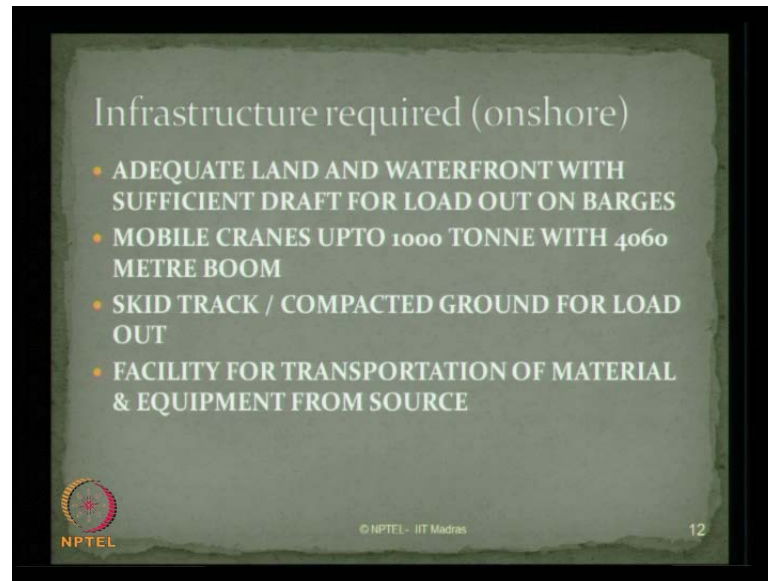 Infrastructure required (onshore)
• ADEQUATE LAND AND WATERFRONT WITH
SUFFICIENT DRAFT FOR LOAD OUT ON BARGES
• MOBILE CRANES UPTO 1000 TONNE WITH 4060
METRE BOOM
• SKID TRACK / COMPACTED GROUND FOR LOAD
OUT
• FACILITY FOR TRANSPORTATION OF MATERIAL
& EQUIPMENT FROM SOURCE
NPTEL
© NPTEL- IIT Madras
12